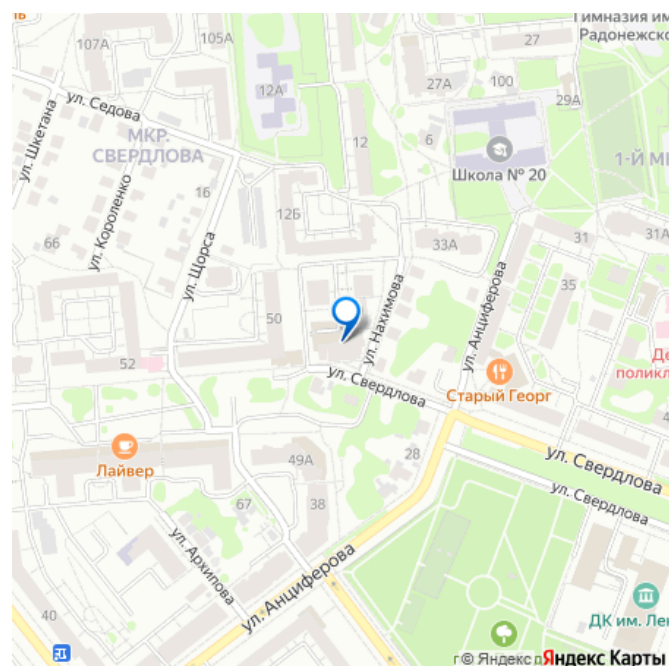 Гимназия им
Радонежско
ь
107А
105А
27
27А
100
29А
12А
ул. Шкетана
ул. Седова
12
6
МКР.
СВЕРДЛОВА
Школа № 20
1-Й М
ул. Короленко
16
ул. Щорса
12Б
66
33А
31
31А
ул. Нахимова
ул. Анциферова
35
50
52
Де
поликл
ул. Свердлова
Старый Георг
Лайвер
49А
28
ул. Свердлова
ул. Свердлова
67
38
ул. Архипова
ул. Анциферова
40
ДК им. Лен
© Яндекс
Яндекс Карты